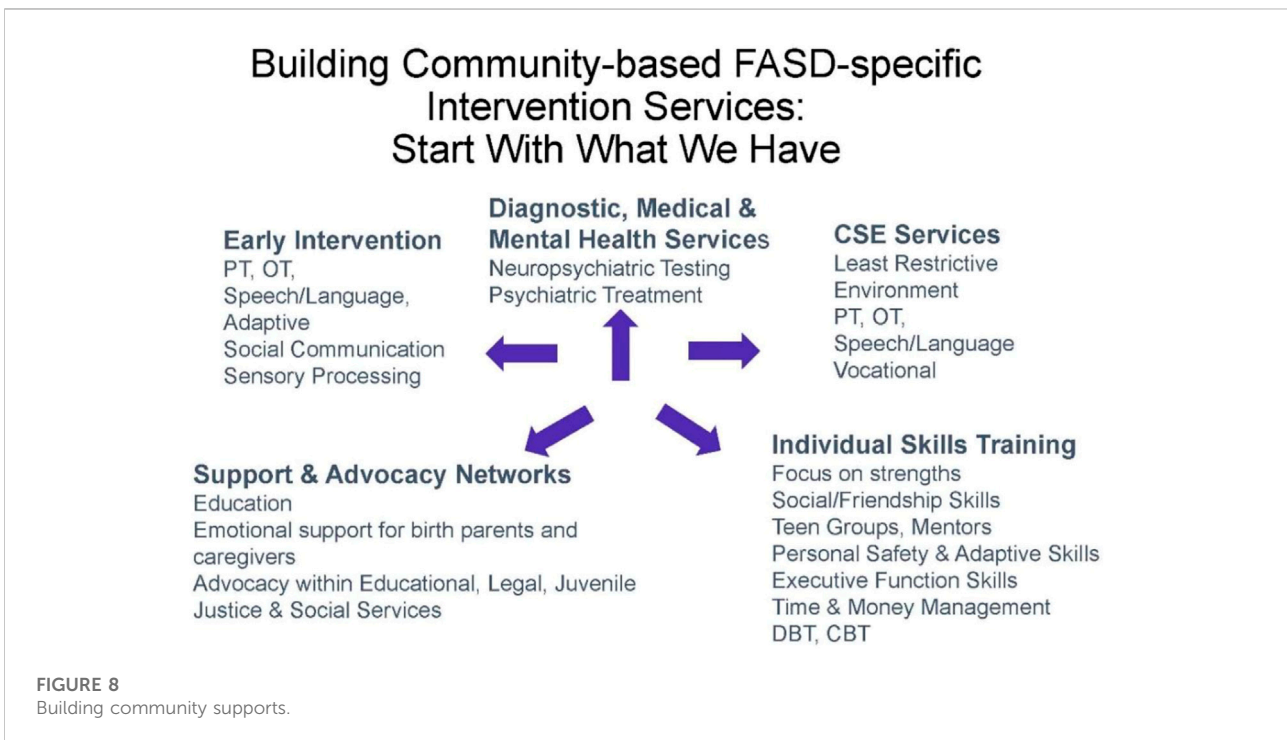 Building Community-based FASD-specific
Intervention Services:
Start With What We Have
Early Intervention
PT, OT,
Speech/Language,
Adaptive
Social Communication
Sensory Processing
Diagnostic, Medical &
Mental Health Services
Neuropsychiatric Testing
Psychiatric Treatment
CSE Services
Least Restrictive
Environment
PT, OT,
Speech/Language
Vocational
Support & Advocacy Networks
Education
Emotional support for birth parents and
caregivers
Advocacy within Educational, Legal, Juvenile
Justice & Social Services
Individual Skills Training
Focus on strengths
Social/Friendship Skills
Teen Groups, Mentors
Personal Safety & Adaptive Skills
Executive Function Skills
Time & Money Management
DBT, CBT
FIGURE 8
Building community supports.